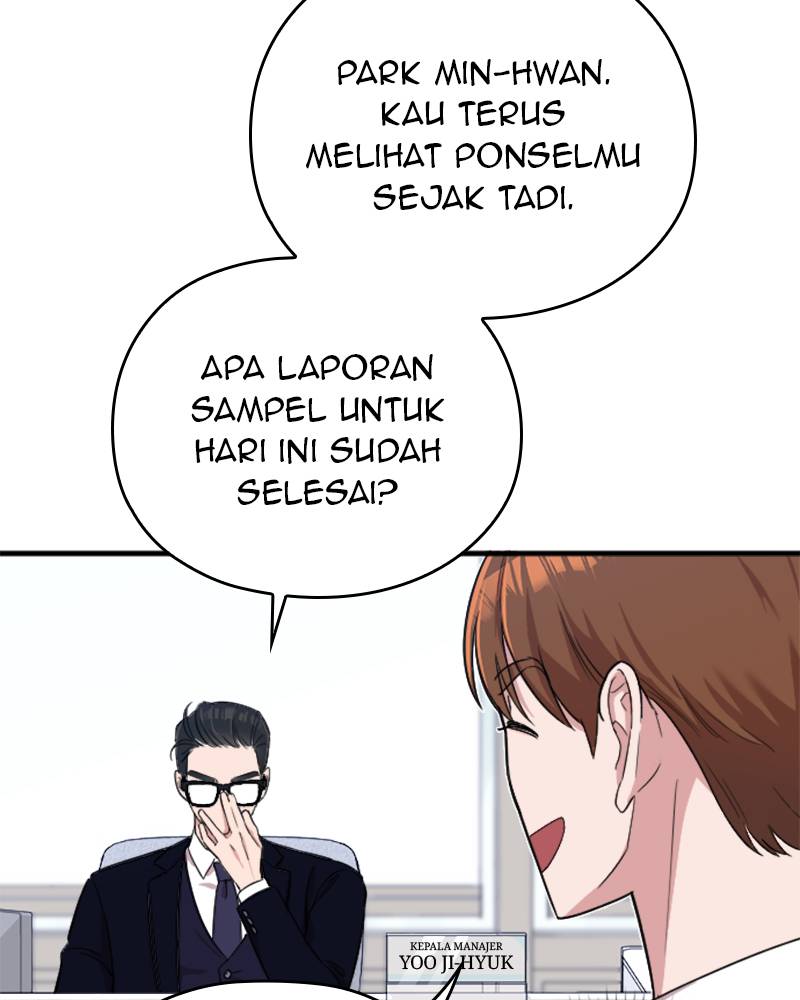 PARK MIN-HWAN.
KAU TERUS
MELIHAT PONSELMU
SEJAK TADI.
APA LAPORAN
SAMPEL UNTUK
HARI INI SUDAH
SELESAI?
KEPALA MANAJER
YOO JI-HYUK